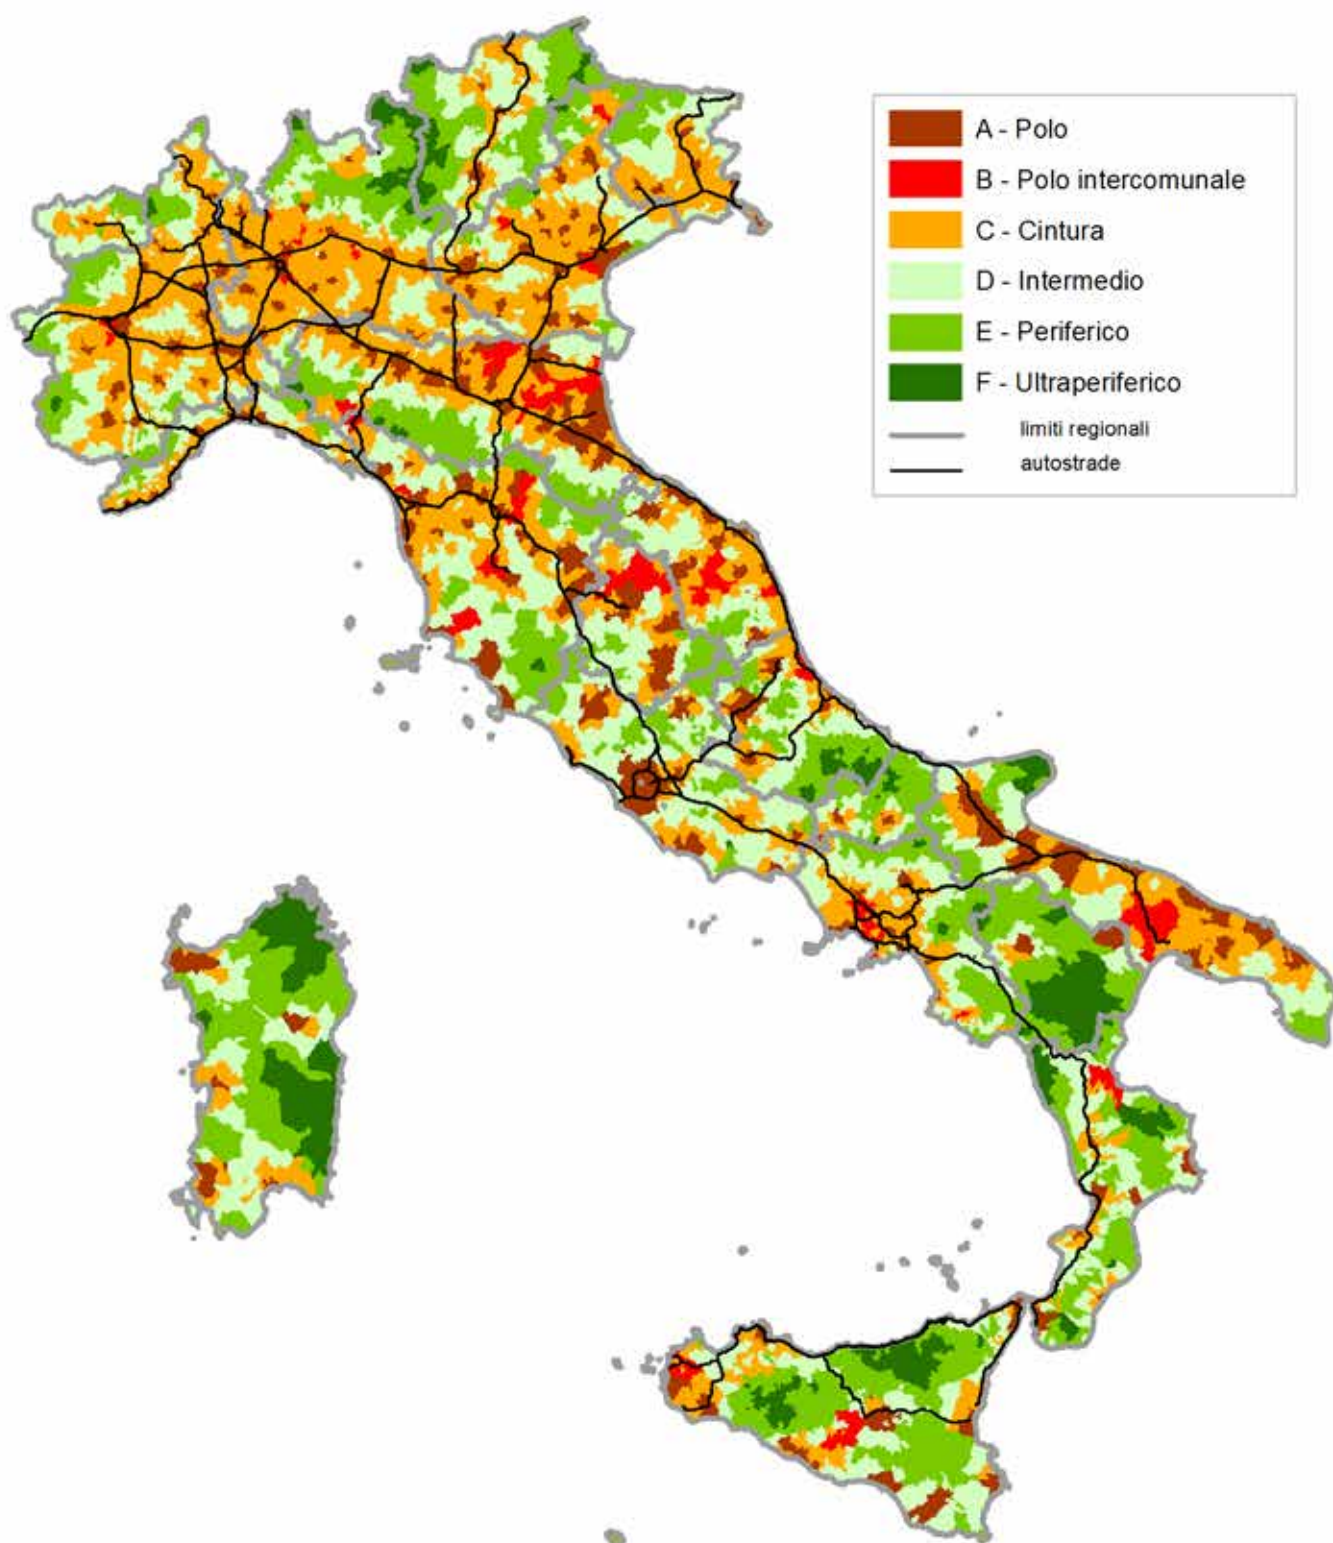 A - Polo
B - Polo intercomunale
C - Cintura
D - Intermedio
E - Periferico
F - Ultraperiferico
limiti regionali
autostrade